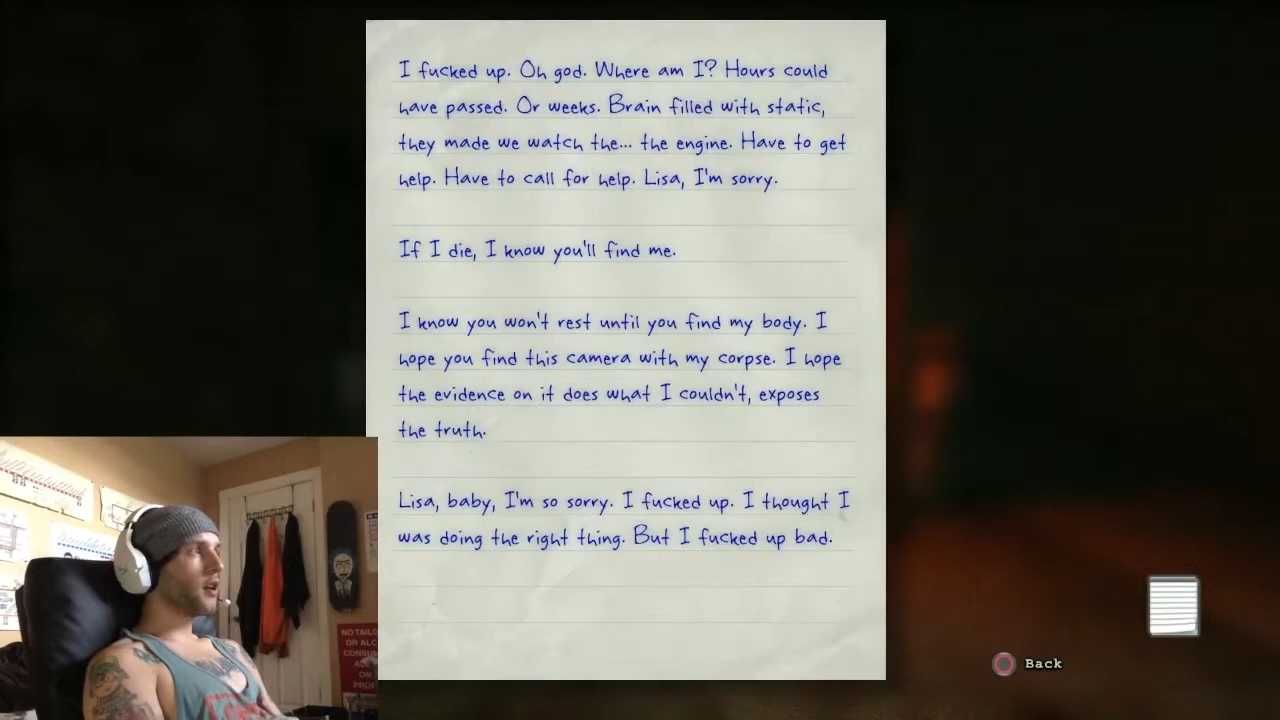 I fucked up. Oh god. Where am I? Hours could
have passed. Or weeks. Brain filled with static,
they made we watch the... the engine. Have to get
help. Have to call for help. Lisa, I'm sorry.
If I die, I know you'll find me.
I know you won't rest until you find my body. I
hope you find this camera with my corpse. I hope
the evidence on it does what I couldn't, exposes
the truth.
Lisa, baby, I'm so sorry. I fucked up. I thought I
was doing the right thing. But I fucked up bad.
Back
NO
OR
ON